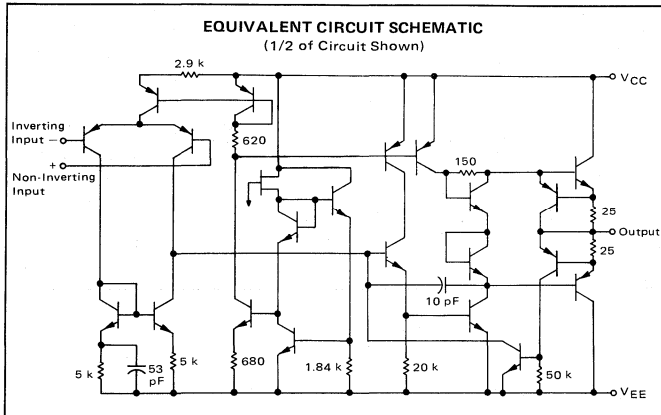 EQUIVALENT CIRCUIT SCHEMATIC
(1/2 of Circuit Shown)
2.9 k
VCC
Inverting
Input −
+
Non-Inverting
Input
620
150
25
Output
25
10 pF
5 k
53
pF
5 k
680
1.84 k
20 k
50 k
VEE